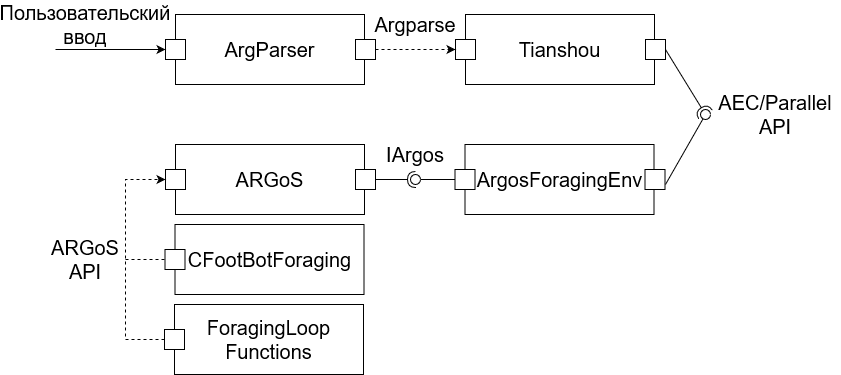 Пользовательский
ввод
ArgParser
Argparse
Tianshou
AEC/Parallel
API
ARGoS
IArgos
ArgosForagingEnv
ARGoS
API
CFootBotForaging
ForagingLoop
Functions